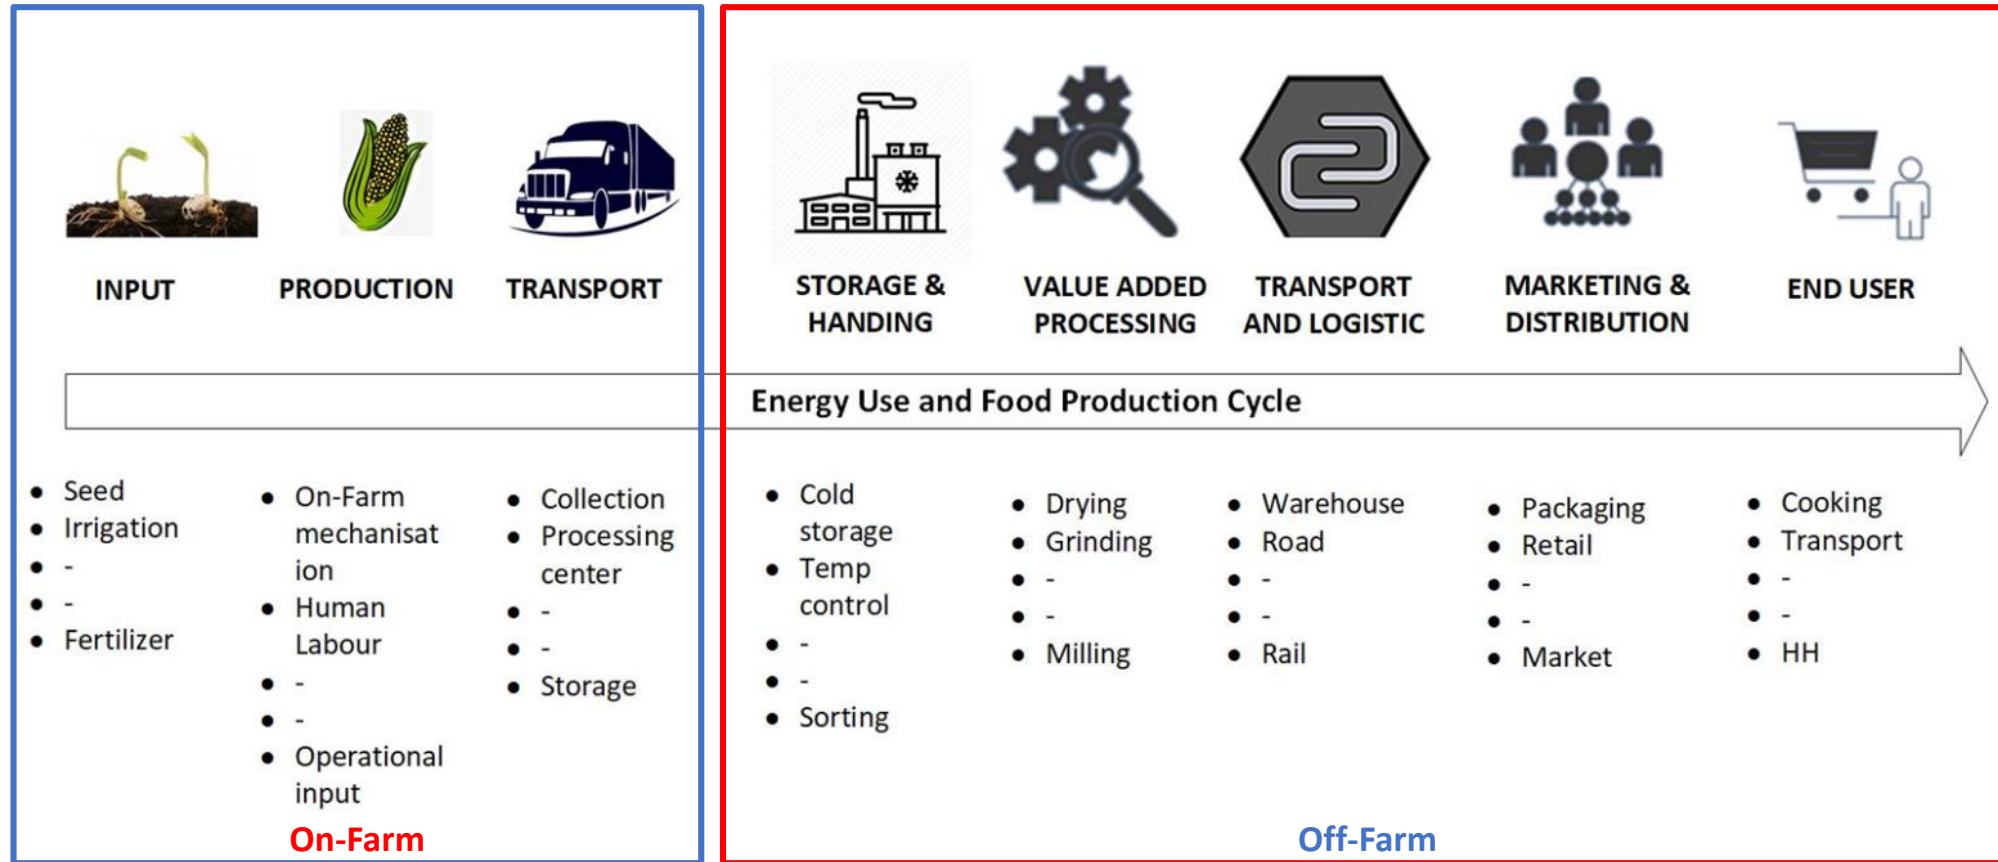 INPUT
PRODUCTION
TRANSPORT
STORAGE &
HANDING
VALUE ADDED
PROCESSING
TRANSPORT
AND LOGISTIC
MARKETING &
DISTRIBUTION
END USER
Energy Use and Food Production Cycle
● Seed
● Irrigation
● -
● -
● Fertilizer
● On-Farm
mechanisat
ion
● Human
Labour
● -
● -
● Operational
input
● Collection
● Processing
center
● -
● -
● Storage
● Cold
storage
● Temp
control
● -
● -
● Sorting
● Drying
● Grinding
● -
● -
● Milling
● Warehouse
● Road
● -
● -
● Rail
● Packaging
● Retail
● -
● -
● Market
● Cooking
● Transport
● -
● -
● HH
On-Farm
Off-Farm